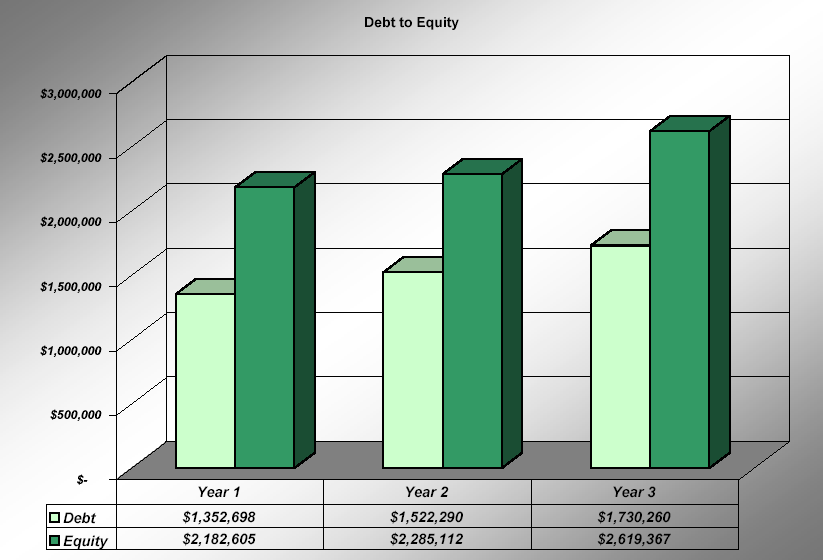 Debt to Equity
$3,000,000
$2,500,000
$2,000,000
$1,500,000
$1,000,000
$500,000
$-
Year 1 Year 2 Year 3
Debt $1,352,698 $1,522,290 $1,730,260
Equity $2,182,605 $2,285,112 $2,619,367